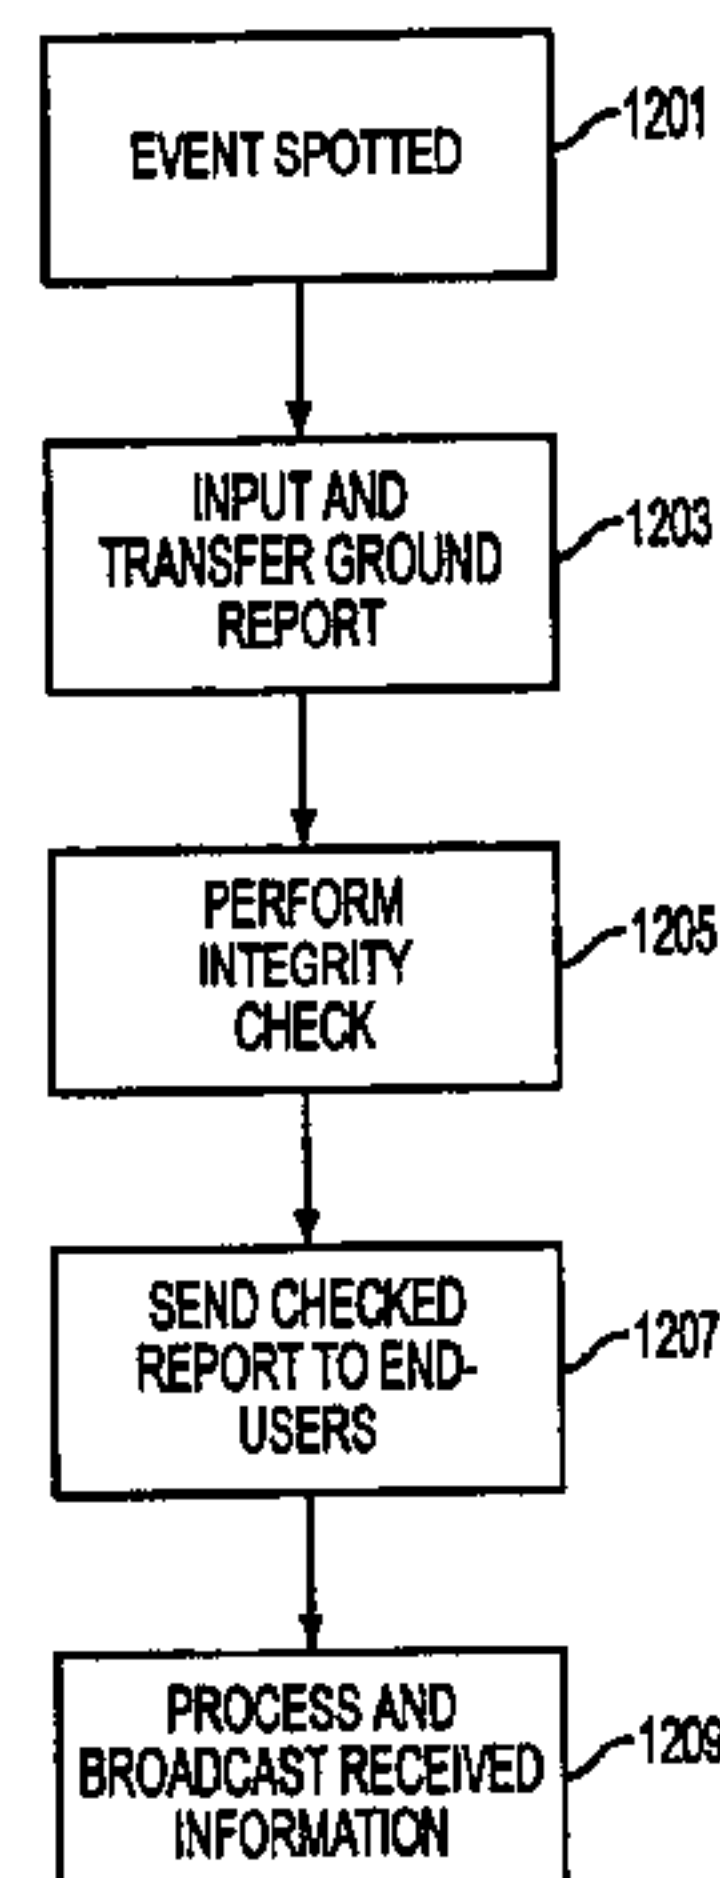 EVENT SPOTTED
1201
INPUT AND
TRANSFER GROUND
REPORT
1203
PERFORM
INTEGRITY
CHECK
1205
SEND CHECKED
REPORT TO END-
USERS
1207
PROCESS AND
BROADCAST RECEIVED
INFORMATION
1209